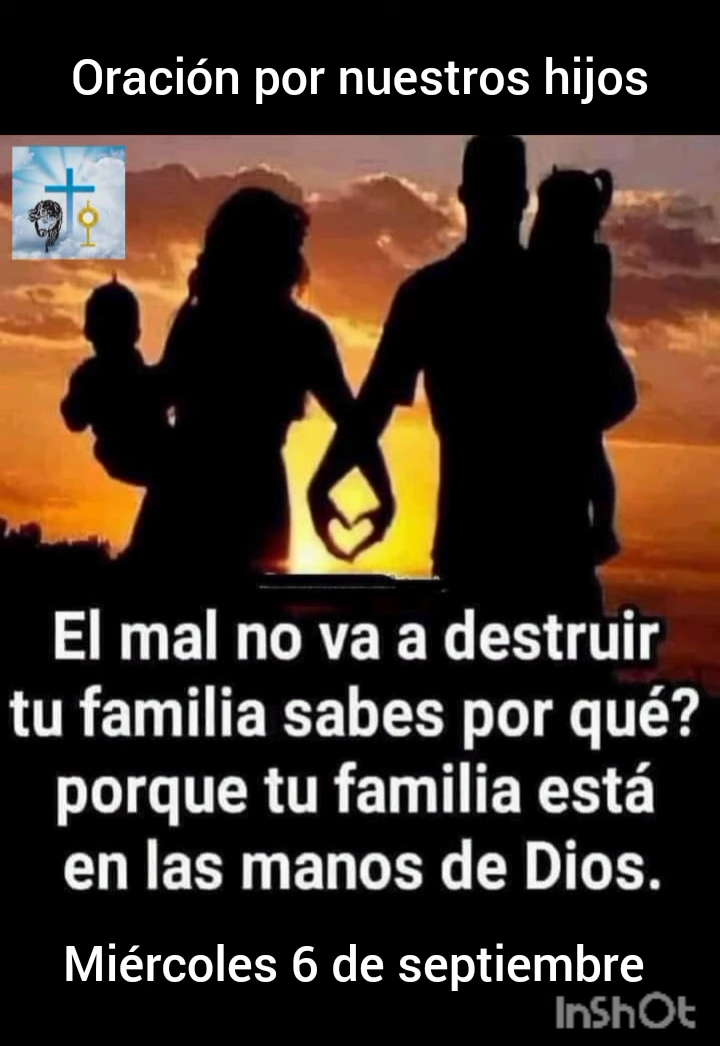 Oración por nuestros hijos
El mal no va a destruir
tu familia sabes por qué?
porque tu familia está
en las manos de Dios.
Miércoles 6 de septiembre
InShOt